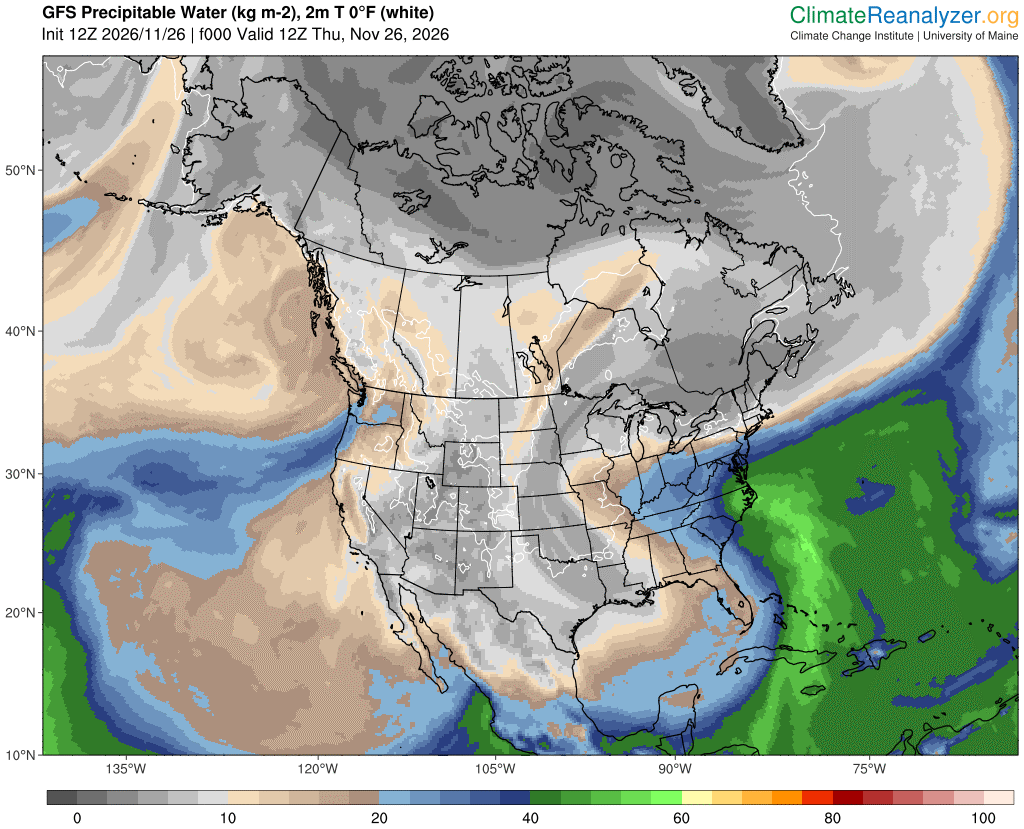 GFS Precipitable Water (kg m-2), 2m T 0°F (white)
Init 12Z 2026/11/26 | f000 Valid 12Z Thu, Nov 26, 2026
ClimateReanalyzer.org
Climate Change Institute | University of Maine
50°N
40°N
30°N
20°N
10°N
135°W 120°W 105°W 90°W 75°W
0 10 20 40 60 80 100